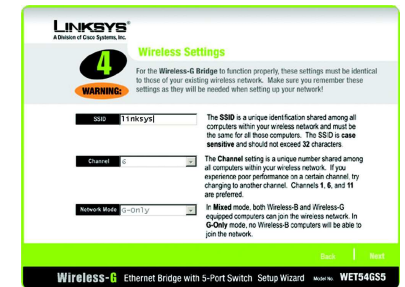 LINKSYS®
A Division of Cisco Systems, Inc.
4
WARNING:
Wireless Settings
For the Wireless-G Bridge to function properly, these settings must be identical
to those of your existing wireless network. Make sure you remember these
settings as they will be needed when setting up your network!
SSID linksys
The SSID is a unique identification shared among all
computers within your wireless network and must be
the same for all those computers. The SSID is case
sensitive and should not exceed 32 characters.
Channel 6
The Channel setting is a unique number shared among
all computers within your wireless network. If you
experience poor performance on a certain channel, try
changing to another channel. Channels 1, 6, and 11
are preferred.
Network Mode G-Only
In Mixed mode, both Wireless-B and Wireless-G
equipped computers can join the wireless network. In
G-Only mode, no Wireless-B computers will be able to
join the network.
Back Next
Wireless-G Ethernet Bridge with 5-Port Switch Setup Wizard Model No. WET54GS5